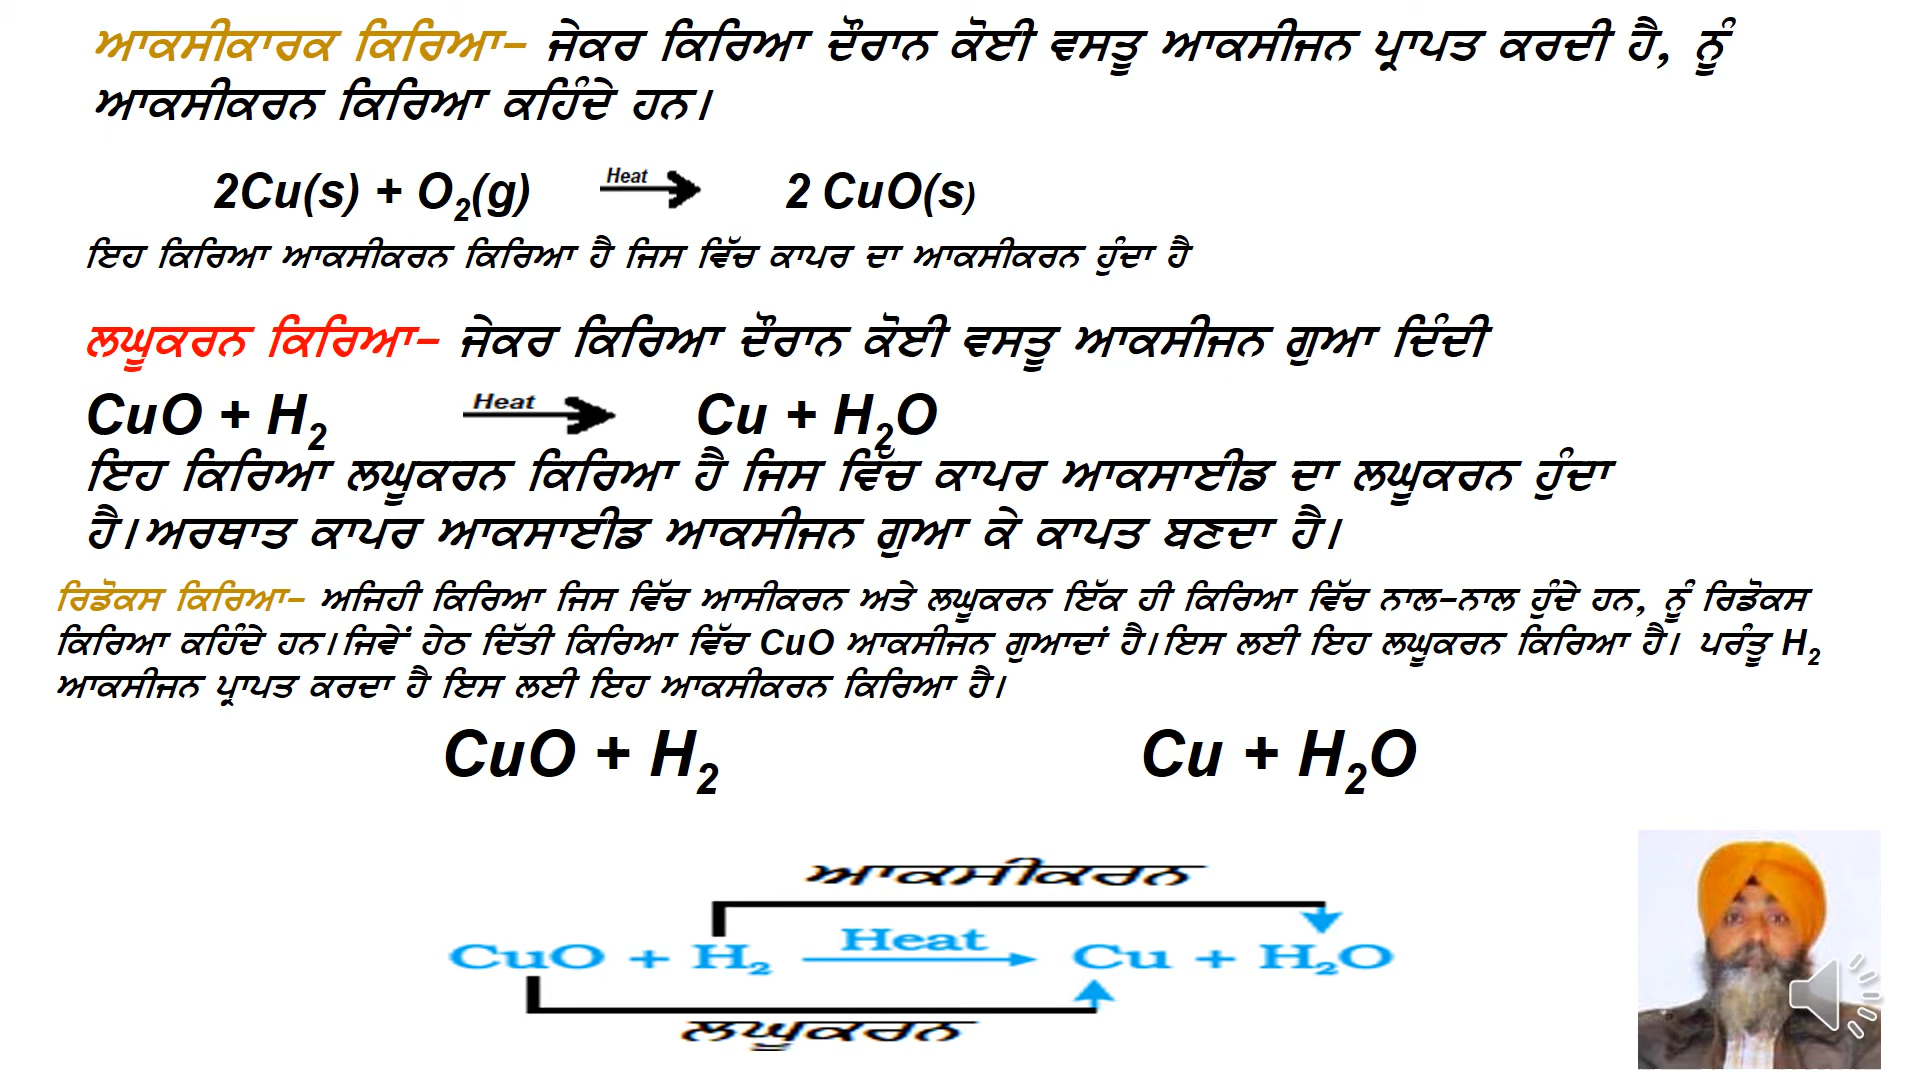 ਆਕਸੀਕਾਰਕ ਕਿਰਿਆ– ਜੇਕਰ ਕਿਰਿਆ ਦੌਰਾਨ ਕੋਈ ਵਸਤੂ ਆਕਸੀਜਨ ਪ੍ਰਾਪਤ ਕਰਦੀ ਹੈ, ਨੂੰ
ਆਕਸੀਕਰਨ ਕਿਰਿਆ ਕਹਿੰਦੇ ਹਨ।
2Cu(s) + O₂(g) Heat → 2 CuO(s)
ਇਹ ਕਿਰਿਆ ਆਕਸੀਕਰਨ ਕਿਰਿਆ ਹੈ ਜਿਸ ਵਿੱਚ ਕਾਪਰ ਦਾ ਆਕਸੀਕਰਨ ਹੁੰਦਾ ਹੈ
ਲਘੂਕਰਨ ਕਿਰਿਆ– ਜੇਕਰ ਕਿਰਿਆ ਦੌਰਾਨ ਕੋਈ ਵਸਤੂ ਆਕਸੀਜਨ ਗੁਆ ਦਿੰਦੀ
CuO + H₂ Heat → Cu + H₂O
ਇਹ ਕਿਰਿਆ ਲਘੂਕਰਨ ਕਿਰਿਆ ਹੈ ਜਿਸ ਵਿੱਚ ਕਾਪਰ ਆਕਸਾਈਡ ਦਾ ਲਘੂਕਰਨ ਹੁੰਦਾ
ਹੈ।ਅਰਥਾਤ ਕਾਪਰ ਆਕਸਾਈਡ ਆਕਸੀਜਨ ਗੁਆ ਕੇ ਕਾਪਤ ਬਣਦਾ ਹੈ।
ਰਿਡੋਕਸ ਕਿਰਿਆ– ਅਜਿਹੀ ਕਿਰਿਆ ਜਿਸ ਵਿੱਚ ਆਸੀਕਰਨ ਅਤੇ ਲਘੂਕਰਨ ਇੱਕ ਹੀ ਕਿਰਿਆ ਵਿੱਚ ਨਾਲ–ਨਾਲ ਹੁੰਦੇ ਹਨ, ਨੂੰ ਰਿਡੋਕਸ
ਕਿਰਿਆ ਕਹਿੰਦੇ ਹਨ।ਜਿਵੇਂ ਹੇਠ ਦਿੱਤੀ ਕਿਰਿਆ ਵਿੱਚ CuO ਆਕਸੀਜਨ ਗੁਆਦਾਂ ਹੈ।ਇਸ ਲਈ ਇਹ ਲਘੂਕਰਨ ਕਿਰਿਆ ਹੈ। ਪਰੰਤੂ H₂
ਆਕਸੀਜਨ ਪ੍ਰਾਪਤ ਕਰਦਾ ਹੈ ਇਸ ਲਈ ਇਹ ਆਕਸੀਕਰਨ ਕਿਰਿਆ ਹੈ।
CuO + H₂ Cu + H₂O
ਆਕਸੀਕਰਨ
CuO + H₂ Heat → Cu + H₂O
ਲਘੂਕਰਨ